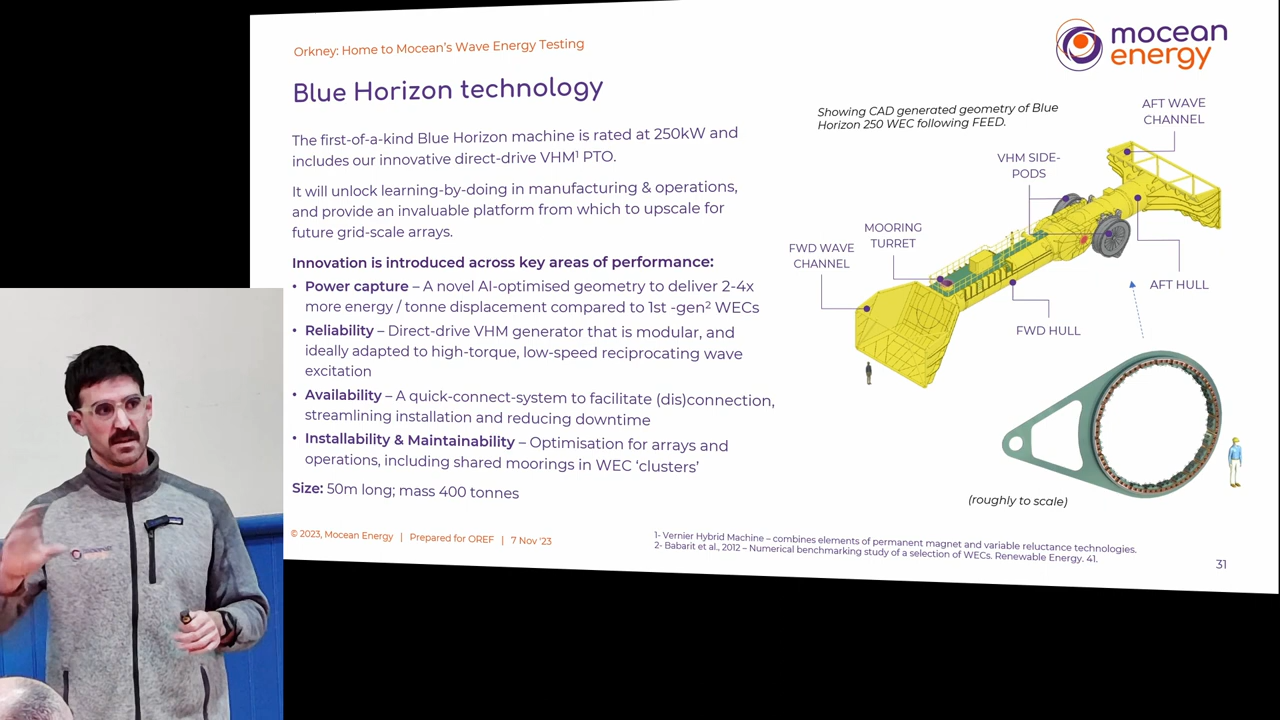 Orkney: Home to Mocean's Wave Energy Testing
mocean
energy
Blue Horizon technology
The first-of-a-kind Blue Horizon machine is rated at 250kW and
includes our innovative direct-drive VHM¹ PTO.
It will unlock learning-by-doing in manufacturing & operations,
and provide an invaluable platform from which to upscale for
future grid-scale arrays.
Innovation is introduced across key areas of performance:
• Power capture – A novel AI-optimised geometry to deliver 2-4x
more energy / tonne displacement compared to 1st -gen² WECs
• Reliability – Direct-drive VHM generator that is modular, and
ideally adapted to high-torque, low-speed reciprocating wave
excitation
• Availability – A quick-connect-system to facilitate (dis)connection,
streamlining installation and reducing downtime
• Installability & Maintainability – Optimisation for arrays and
operations, including shared moorings in WEC 'clusters'
Size: 50m long; mass 400 tonnes
Showing CAD generated geometry of Blue
Horizon 250 WEC following FEED.
AFT WAVE
CHANNEL
VHM SIDE-
PODS
MOORING
TURRET
FWD WAVE
CHANNEL
AFT HULL
FWD HULL
(roughly to scale)
© 2023, Mocean Energy | Prepared for OREF | 7 Nov '23
1- Vernier Hybrid Machine – combines elements of permanent magnet and variable reluctance technologies.
2- Babarit et al., 2012 – Numerical benchmarking study of a selection of WECs. Renewable Energy. 41.
31